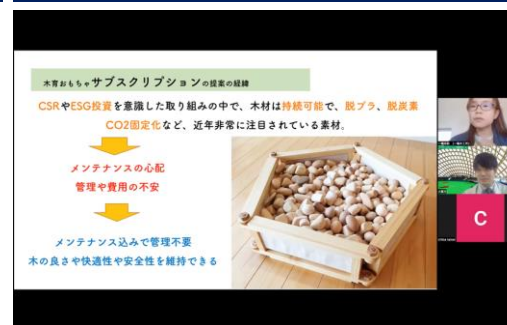 木育おもちゃサブスクリプションの提案の経緯
CSRやESG投資を意識した取り組みの中で、木材は持続可能で、脱プラ、脱炭素
CO2固定化など、近年非常に注目されている素材。
メンテナンスの心配
管理や費用の不安
メンテナンス込みで管理不要
木の良さや快適性や安全性を維持できる
C